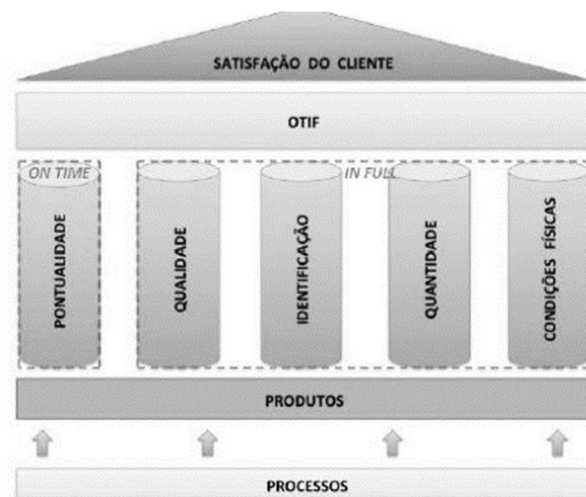 SATISFAÇÃO DO CLIENTE
OTIF
ON TIME
IN FULL
PONTUALIDADE
QUALIDADE
IDENTIFICAÇÃO
QUANTIDADE
CONDIÇÕES FÍSICAS
PRODUTOS
PROCESSOS